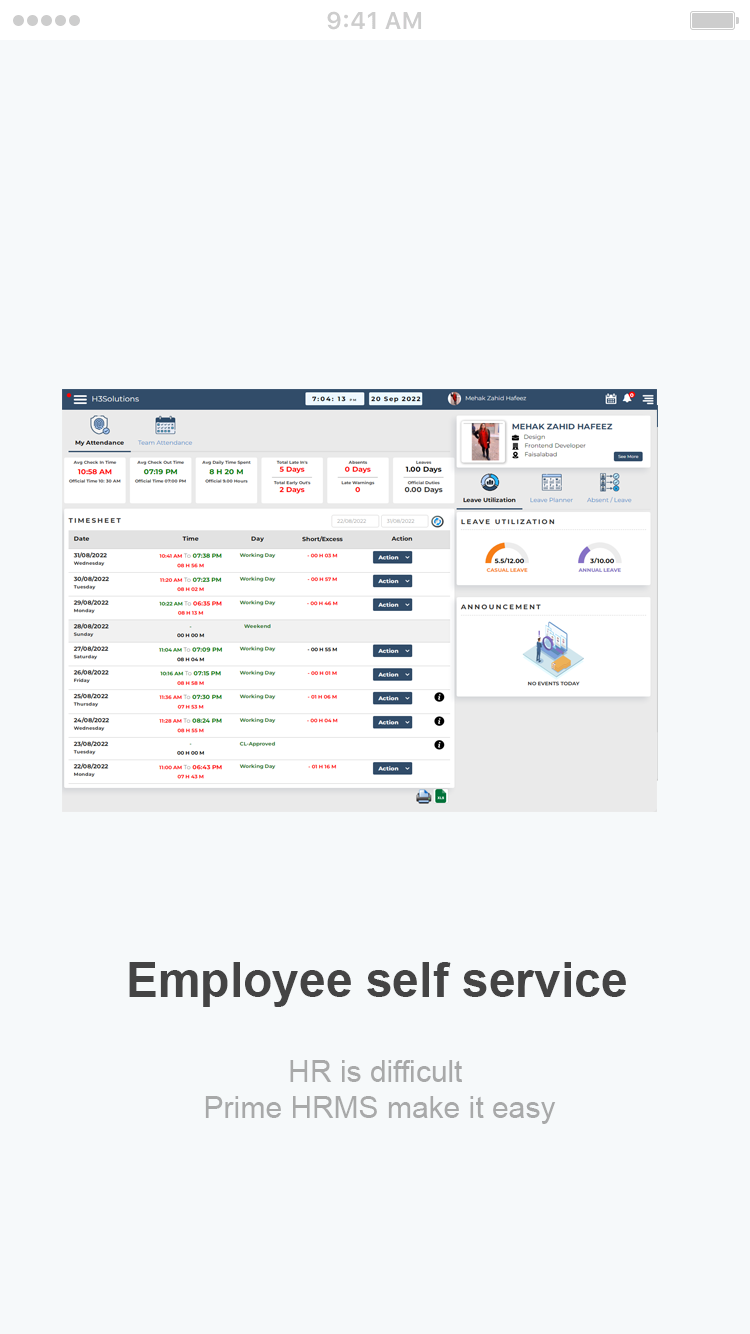 9:41 AM
H3Solutions
7:04: 13 PM
20 Sep 2022
Mehak Zahid Hafeez
My Attendance
Team Attendance
Avg Check In Time
10:58 AM
Official Time 10: 30 AM
Avg Check Out Time
07:19 PM
Official Time 07:00 PM
Avg Daily Time Spent
8 H 20 M
Official 9.00 Hours
Total Late In's
5 Days
Total Early Out's
2 Days
Absents
0 Days
Late Warnings
0
Leaves
1.00 Days
Official Duties
0.00 Days
MEHAK ZAHID HAFEEZ
Design
Frontend Developer
Faisalabad
See More
Leave Utilization
Leave Planner
Absent / Leave
LEAVE UTILIZATION
5.5/12.00
CASUAL LEAVE
3/10.00
ANNUAL LEAVE
ANNOUNCEMENT
NO EVENTS TODAY
TIMESHEET
22/08/2022
31/08/2022
Date Time Day Short/Excess Action
31/08/2022 10:41 AM To 07:38 PM Working Day - 00 H 03 M Action
Wednesday 08 H 56 M
30/08/2022 11:20 AM To 07:23 PM Working Day - 00 H 57 M Action
Tuesday 08 H 02 M
29/08/2022 10:22 AM To 06:35 PM Working Day - 00 H 46 M Action
Monday 08 H 13 M
28/08/2022 - Weekend
Sunday 00 H 00 M
27/08/2022 11:04 AM To 07:09 PM Working Day - 00 H 55 M Action
Saturday 08 H 04 M
26/08/2022 10:16 AM To 07:15 PM Working Day - 00 H 01 M Action
Friday 08 H 58 M
25/08/2022 11:36 AM To 07:30 PM Working Day - 01 H 06 M Action
Thursday 07 H 53 M
24/08/2022 11:28 AM To 08:24 PM Working Day - 00 H 04 M Action
Wednesday 08 H 55 M
23/08/2022 - CL-Approved
Tuesday 00 H 00 M
22/08/2022 11:00 AM To 06:43 PM Working Day - 01 H 16 M Action
Monday 07 H 43 M
XLS
Employee self service
HR is difficult
Prime HRMS make it easy